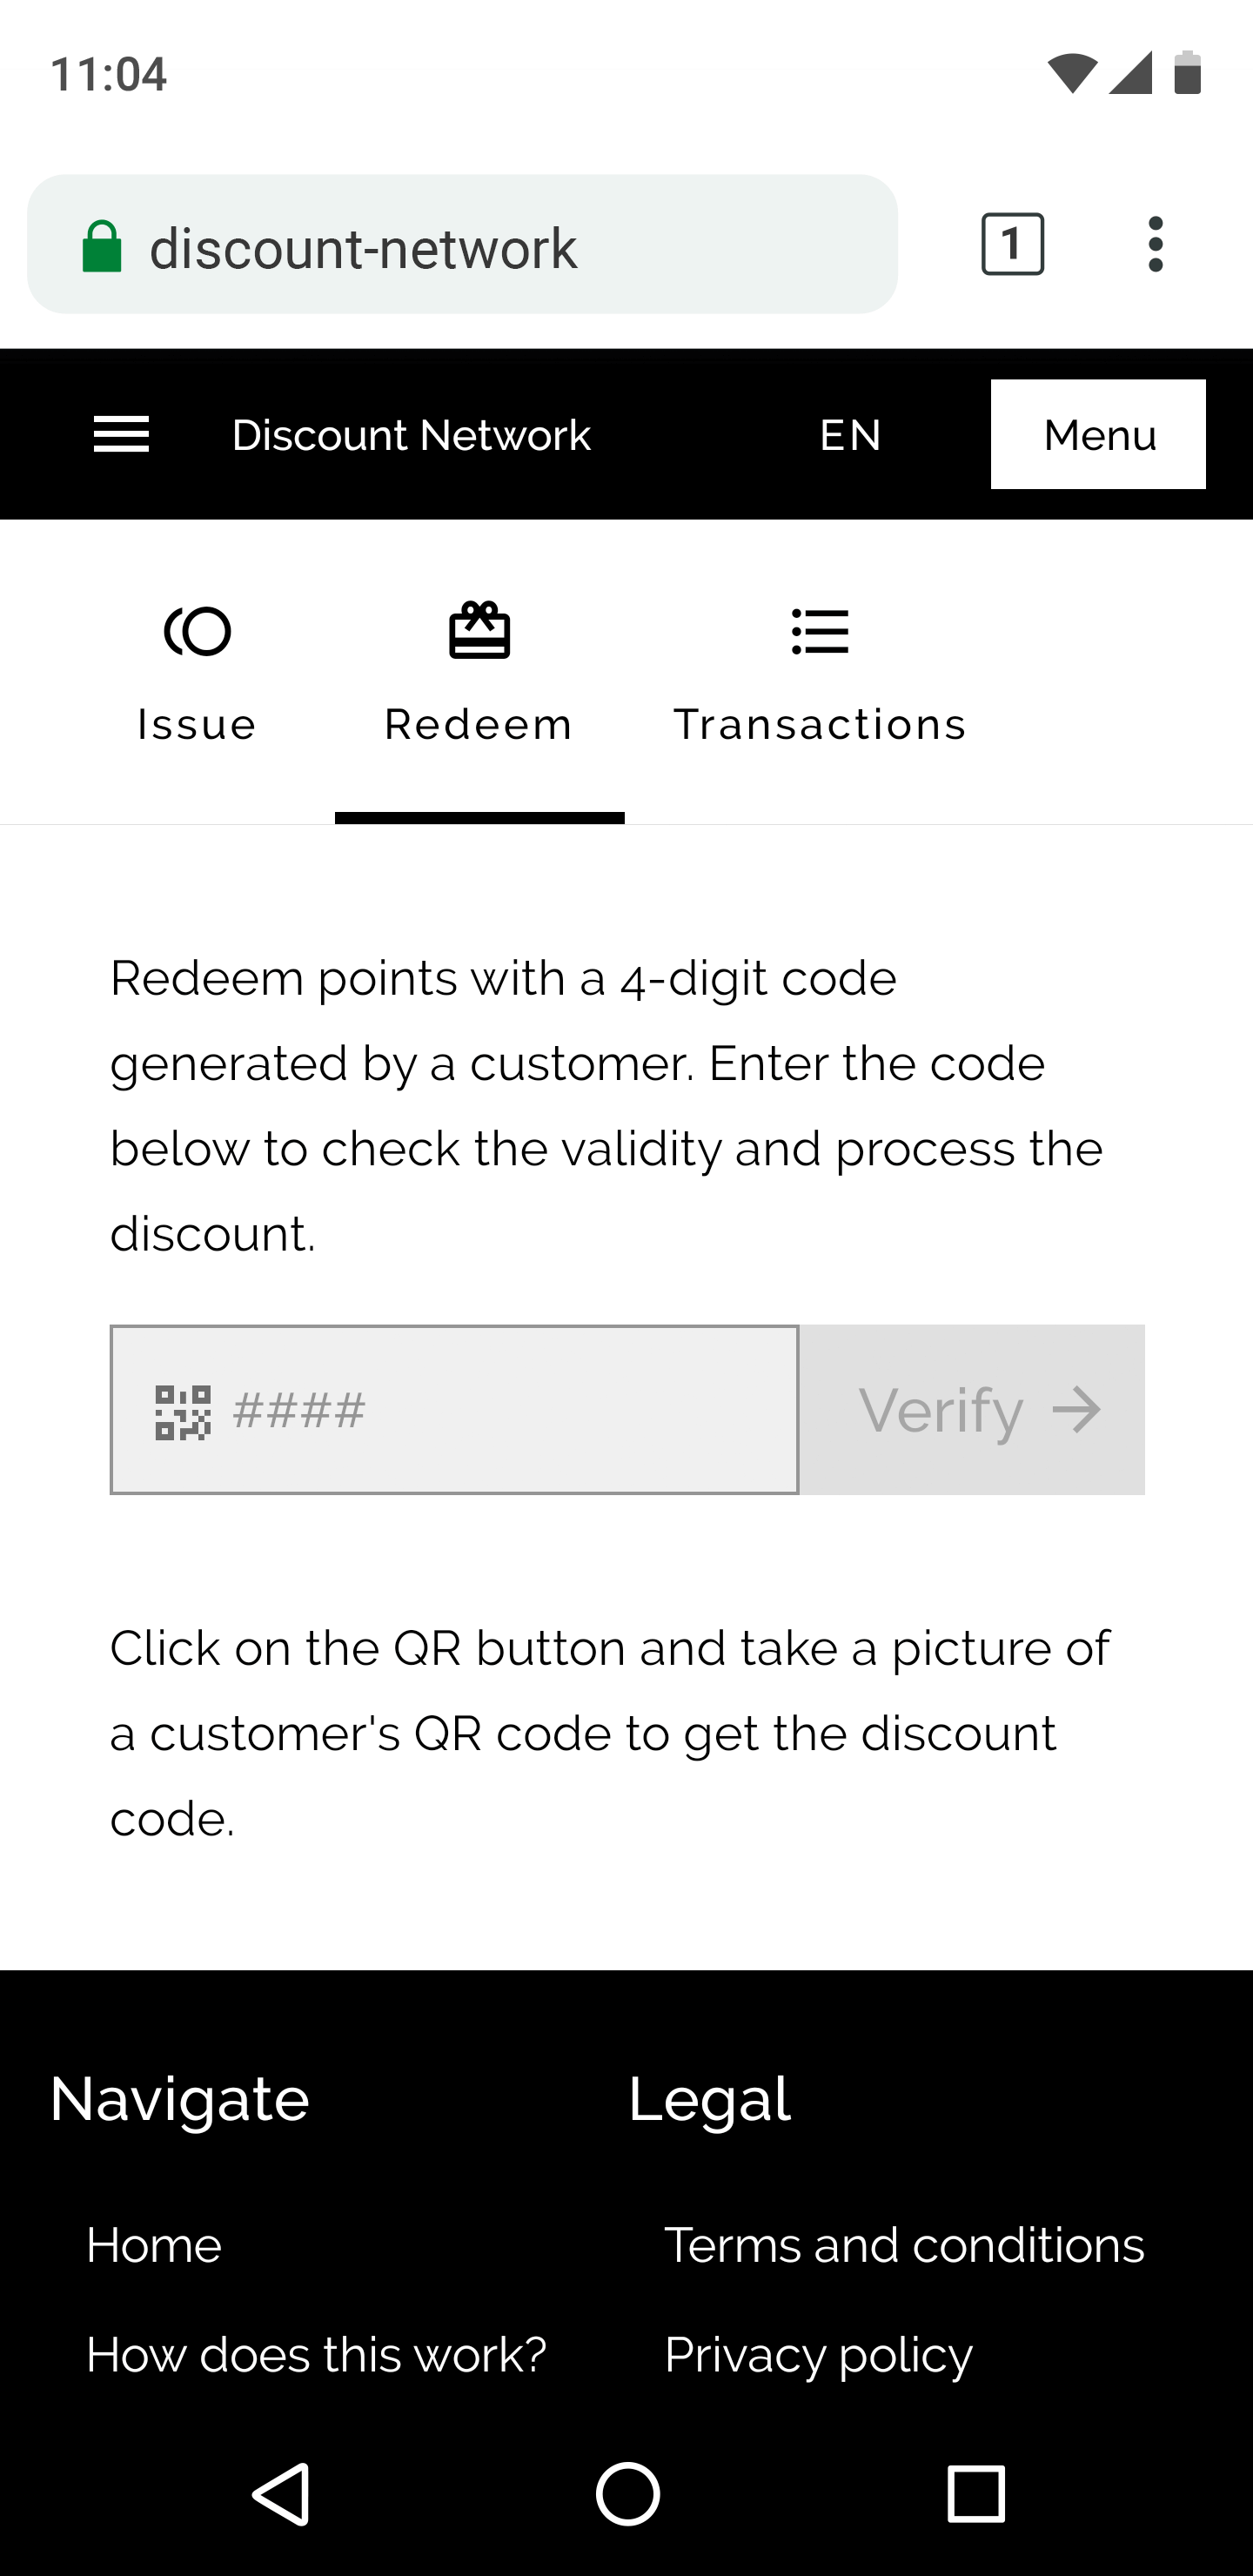 11:04
discount-network
1
Discount Network
EN
Menu
Issue
Redeem
Transactions
Redeem points with a 4-digit code
generated by a customer. Enter the code
below to check the validity and process the
discount.
####
Verify →
Click on the QR button and take a picture of
a customer's QR code to get the discount
code.
Navigate
Legal
Home
Terms and conditions
How does this work?
Privacy policy